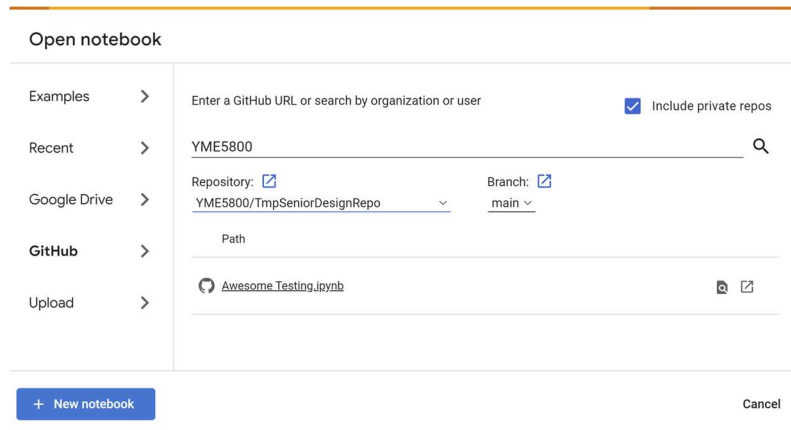 Open notebook
Examples
Recent
Google Drive
GitHub
Upload
Enter a GitHub URL or search by organization or user
Include private repos
YME5800
Repository:
Branch:
YME5800/TmpSeniorDesignRepo
main
Path
Awesome Testing.ipynb
+ New notebook
Cancel